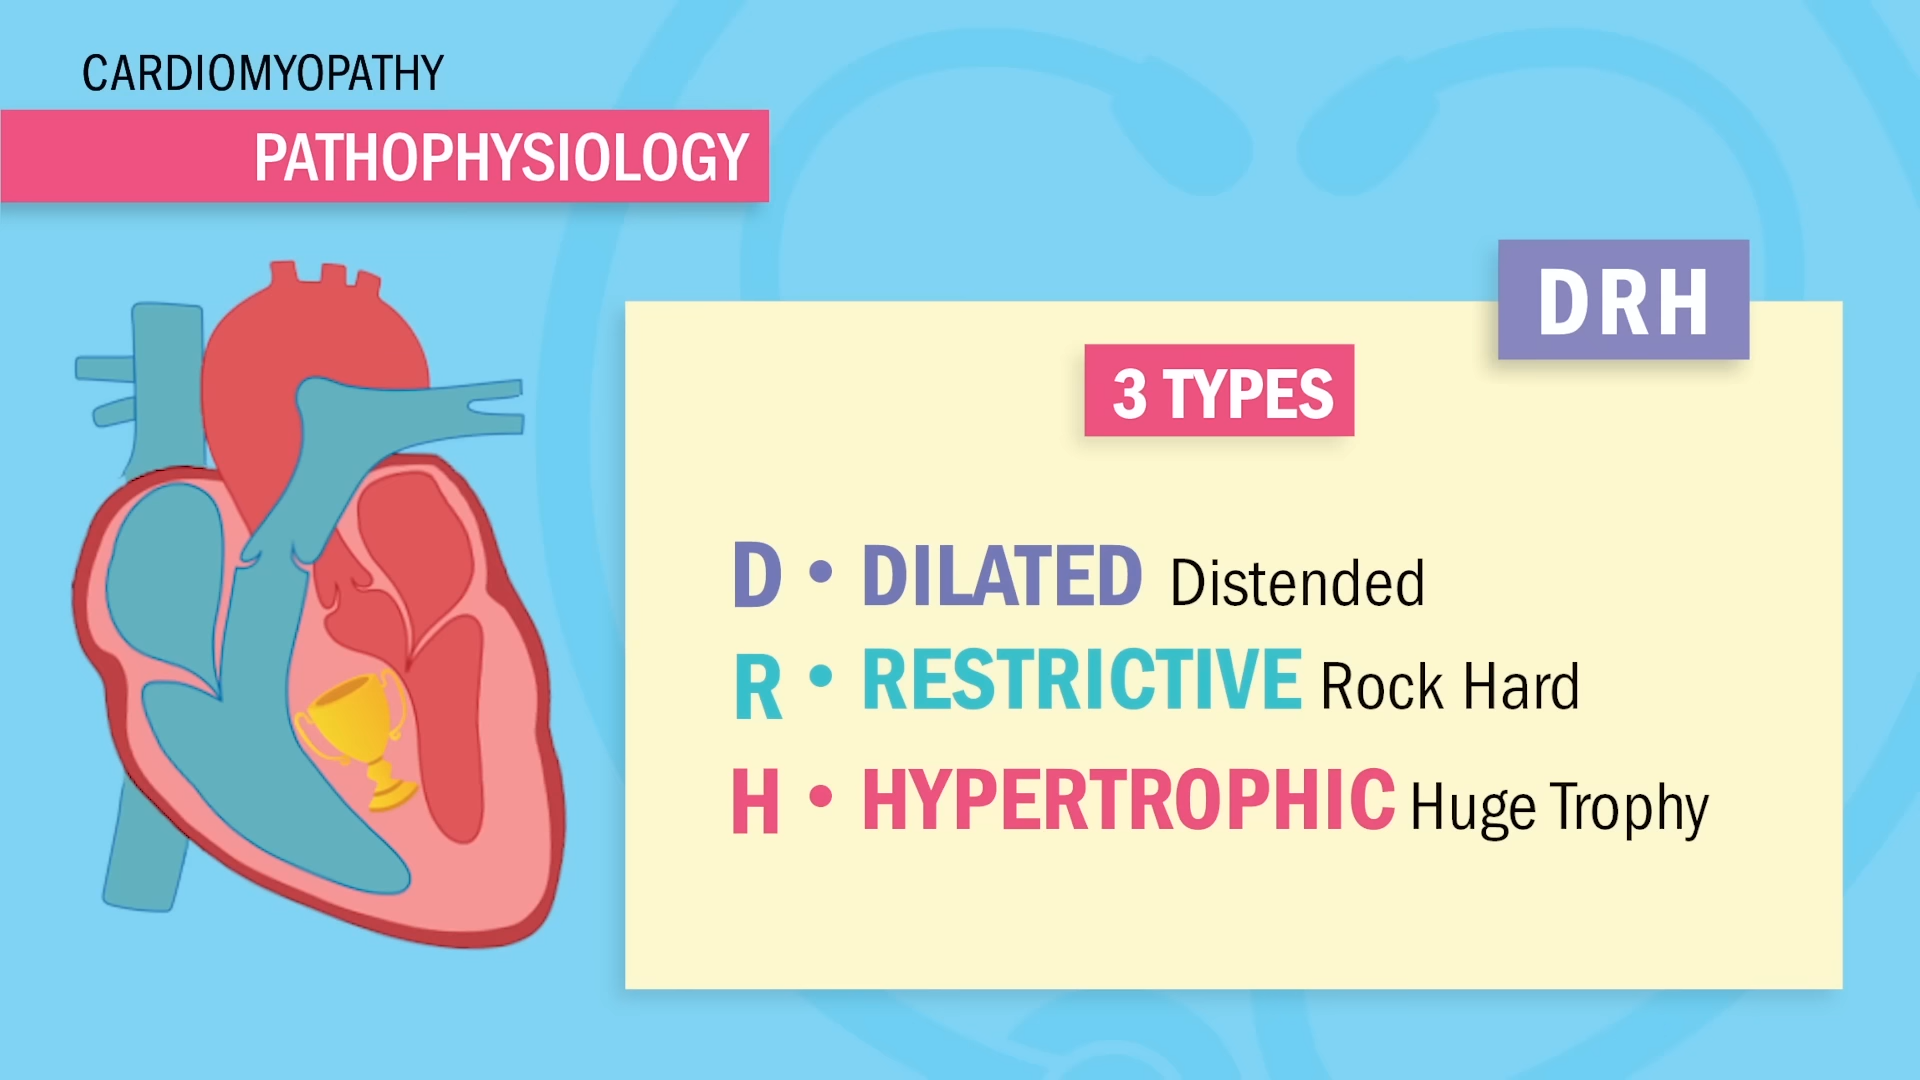 CARDIOMYOPATHY
PATHOPHYSIOLOGY
DRH
3 TYPES
D • DILATED Distended
R • RESTRICTIVE Rock Hard
H • HYPERTROPHIC Huge Trophy